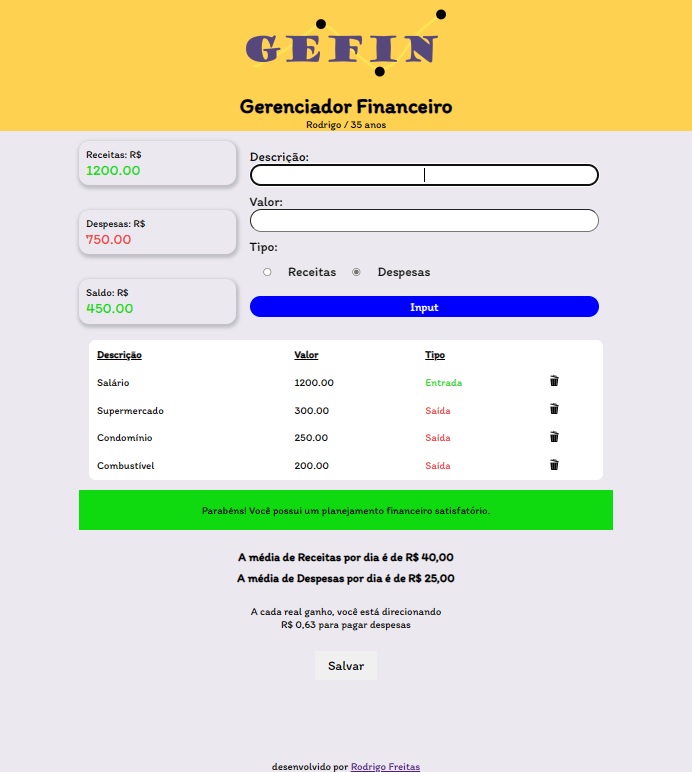 GEFIN
Gerenciador Financeiro
Rodrigo / 35 anos
Receitas: R$
1200.00
Despesas: R$
750.00
Saldo: R$
450.00
Descrição:
Valor:
Tipo:
Receitas Despesas
Input
Descrição Valor Tipo
Salário 1200.00 Entrada
Supermercado 300.00 Saída
Condomínio 250.00 Saída
Combustível 200.00 Saída
Parabéns! Você possui um planejamento financeiro satisfatório.
A média de Receitas por dia é de R$ 40,00
A média de Despesas por dia é de R$ 25,00
A cada real ganho, você está direcionando
R$ 0,63 para pagar despesas
Salvar
desenvolvido por Rodrigo Freitas